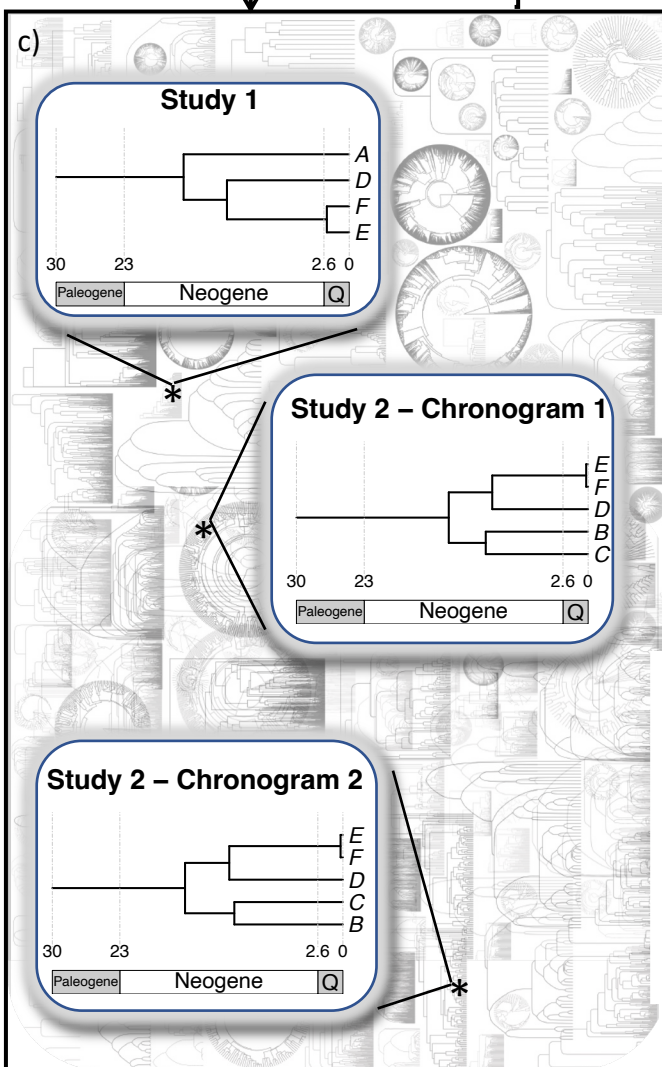 c)
Study 1
A
D
F
E
30 23 2.6 0
Paleogene Neogene Q
*
Study 2 – Chronogram 1
E
F
D
B
C
30 23 2.6 0
Paleogene Neogene Q
*
Study 2 – Chronogram 2
E
F
D
C
B
30 23 2.6 0
Paleogene Neogene Q
*